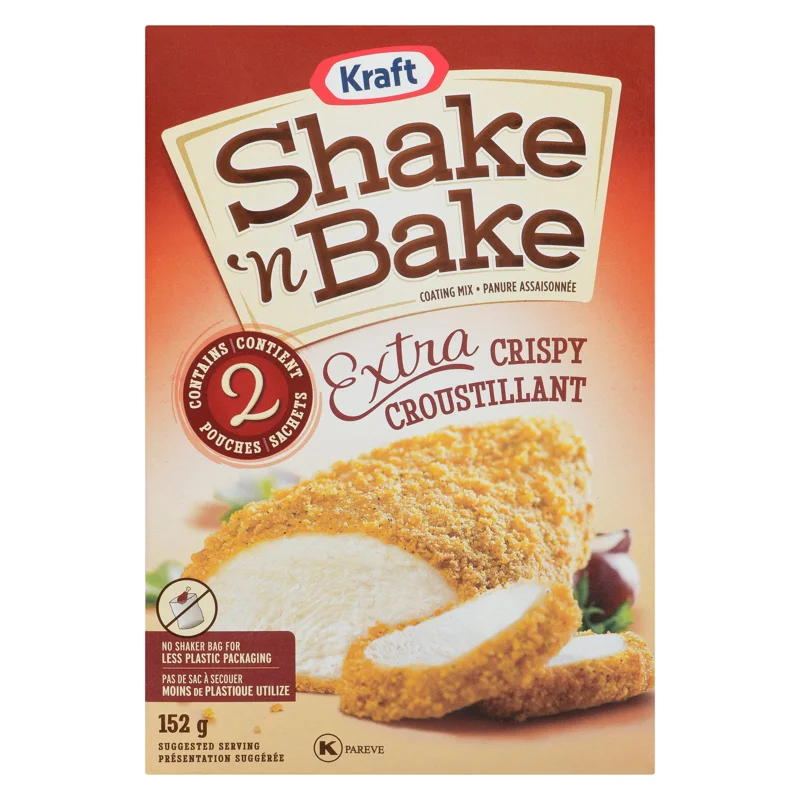 Kraft
Shake
'n Bake
COATING MIX • PANURE ASSAISONNÉE
Extra CRISPY
CROUSTILLANT
CONTAINS | CONTIENT
2
POUCHES | SACHETS
NO SHAKER BAG FOR
LESS PLASTIC PACKAGING
PAS DE SAC À SECOUER
MOINS DE PLASTIQUE UTILIZE
152 g
SUGGESTED SERVING
PRÉSENTATION SUGGÉRÉE
K PAREVE